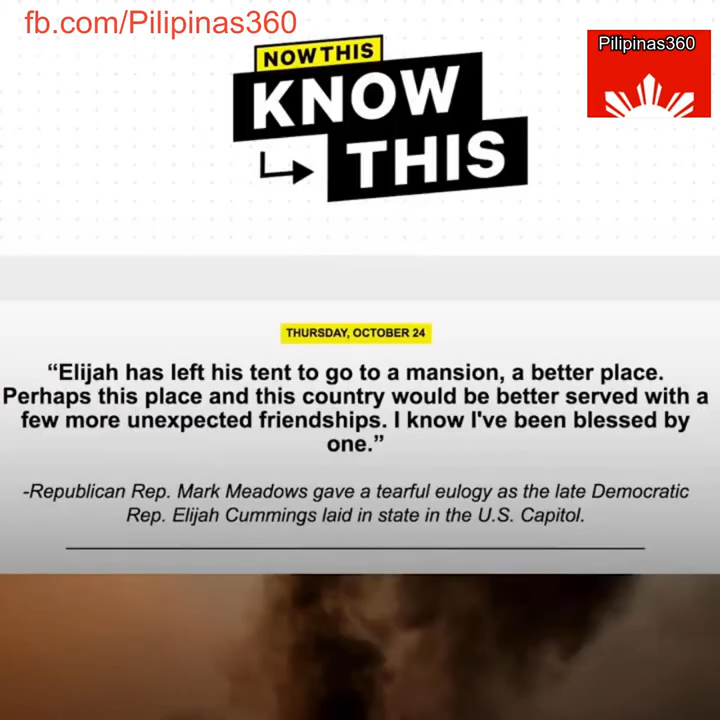 fb.com/Pilipinas360
Pilipinas360
NOWTHIS
KNOW
THIS
THURSDAY, OCTOBER 24
“Elijah has left his tent to go to a mansion, a better place.
Perhaps this place and this country would be better served with a
few more unexpected friendships. I know I've been blessed by
one.”
-Republican Rep. Mark Meadows gave a tearful eulogy as the late Democratic
Rep. Elijah Cummings laid in state in the U.S. Capitol.